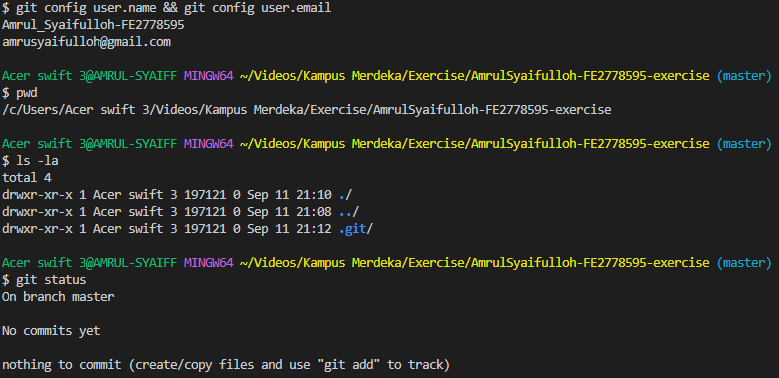 $ git config user.name && git config user.email
Amrul_Syaifulloh-FE2778595
amrusyaifulloh@gmail.com
Acer swift 3@AMRUL-SYAIFF MINGW64 ~/Videos/Kampus Merdeka/Exercise/AmrulSyaifulloh-FE2778595-exercise (master)
$ pwd
/c/Users/Acer swift 3/Videos/Kampus Merdeka/Exercise/AmrulSyaifulloh-FE2778595-exercise
Acer swift 3@AMRUL-SYAIFF MINGW64 ~/Videos/Kampus Merdeka/Exercise/AmrulSyaifulloh-FE2778595-exercise (master)
$ ls -la
total 4
drwxr-xr-x 1 Acer swift 3 197121 0 Sep 11 21:10 ./
drwxr-xr-x 1 Acer swift 3 197121 0 Sep 11 21:08 ../
drwxr-xr-x 1 Acer swift 3 197121 0 Sep 11 21:12 .git/
Acer swift 3@AMRUL-SYAIFF MINGW64 ~/Videos/Kampus Merdeka/Exercise/AmrulSyaifulloh-FE2778595-exercise (master)
$ git status
On branch master
No commits yet
nothing to commit (create/copy files and use "git add" to track)